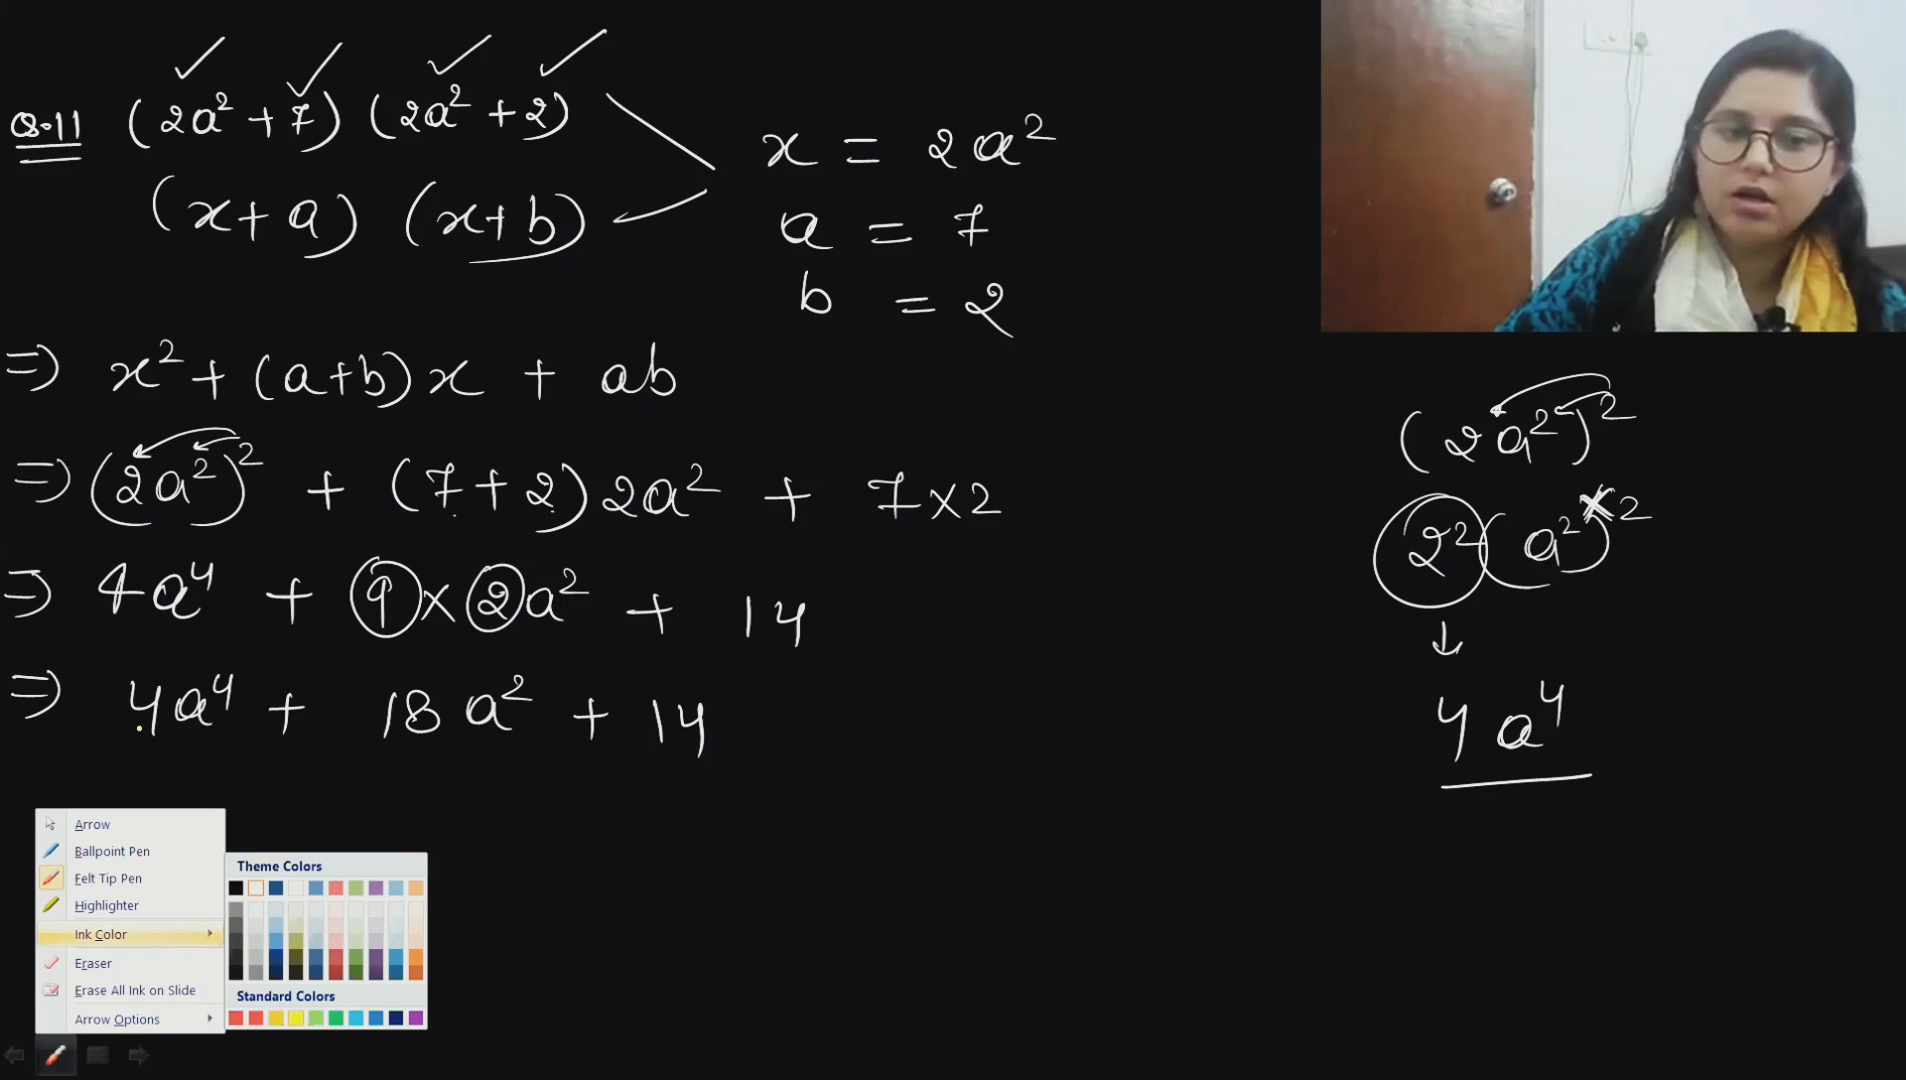 Q.11 (2a² + 7) (2a² + 2)
(x + a) (x + b)
x = 2a²
a = 7
b = 2
⇒ x² + (a+b)x + ab
⇒ (2a²)² + (7+2)2a² + 7×2
⇒ 4a⁴ + 9×2a² + 14
⇒ 4a⁴ + 18a² + 14
(2a²)²
2² (a²)ˣ²
↓
4a⁴
Arrow
Ballpoint Pen
Felt Tip Pen
Highlighter
Ink Color
Eraser
Erase All Ink on Slide
Arrow Options
Theme Colors
Standard Colors